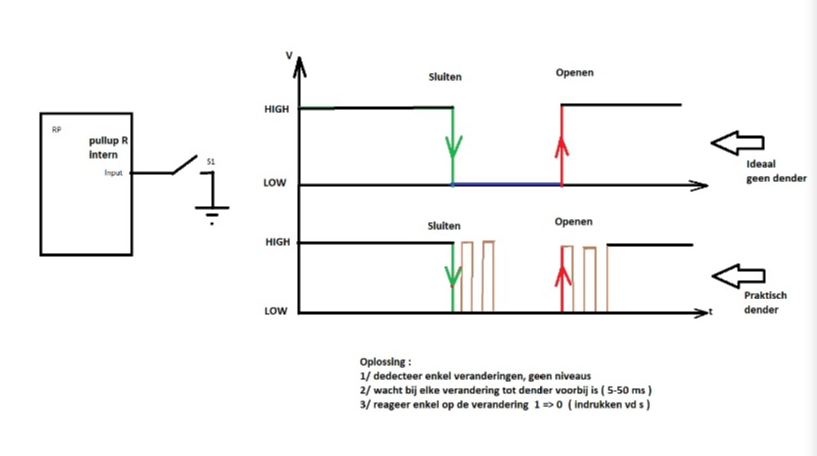 V
Sluiten
Openen
HIGH
RP
pullup R
intern
Input
S1
Ideaal
geen dender
LOW
Sluiten
Openen
HIGH
Praktisch
dender
LOW
t
Oplossing :
1/ dedecteer enkel veranderingen, geen niveaus
2/ wacht bij elke verandering tot dender voorbij is ( 5-50 ms )
3/ reageer enkel op de verandering 1 => 0 ( indrukken vd s )